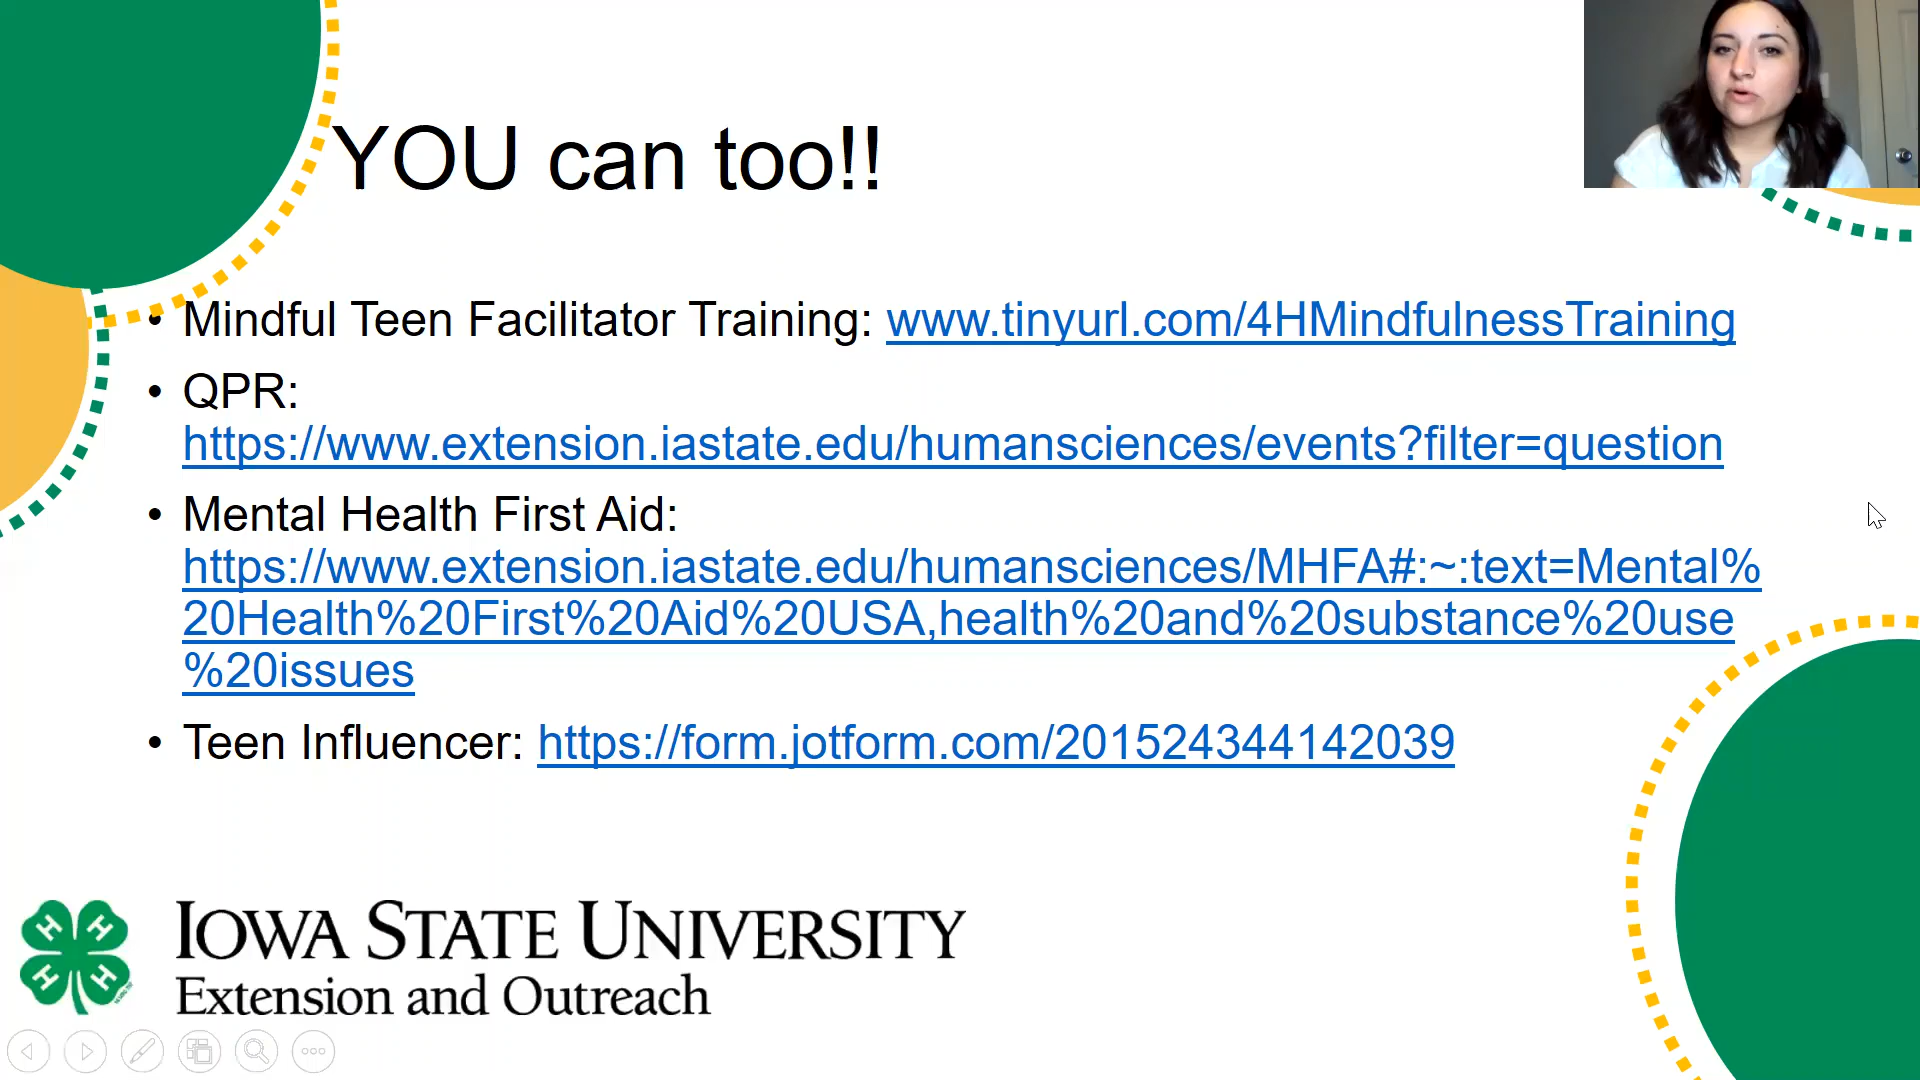 YOU can too!!
• Mindful Teen Facilitator Training: www.tinyurl.com/4HMindfulnessTraining
• QPR:
https://www.extension.iastate.edu/humansciences/events?filter=question
• Mental Health First Aid:
https://www.extension.iastate.edu/humansciences/MHFA#:~:text=Mental%
20Health%20First%20Aid%20USA,health%20and%20substance%20use
%20issues
• Teen Influencer: https://form.jotform.com/201524344142039
H H
H H
IOWA STATE UNIVERSITY
Extension and Outreach